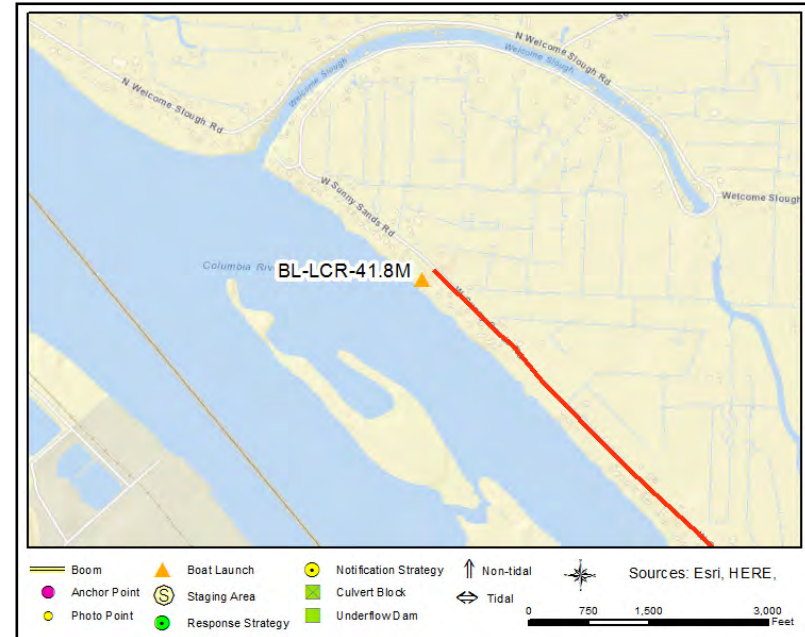 N Welcome Slough Rd
Welcome Slough
N Welcome Slough Rd
Welcome Slough
Welcome Slough
W Sunny Sands Rd
Columbia River
BL-LCR-41.8M
Boom
Anchor Point
Photo Point
Boat Launch
Staging Area
S
Response Strategy
Notification Strategy
Culvert Block
Underflow Dam
Non-tidal
Tidal
Sources: Esri, HERE,
0 750 1,500 3,000
Feet